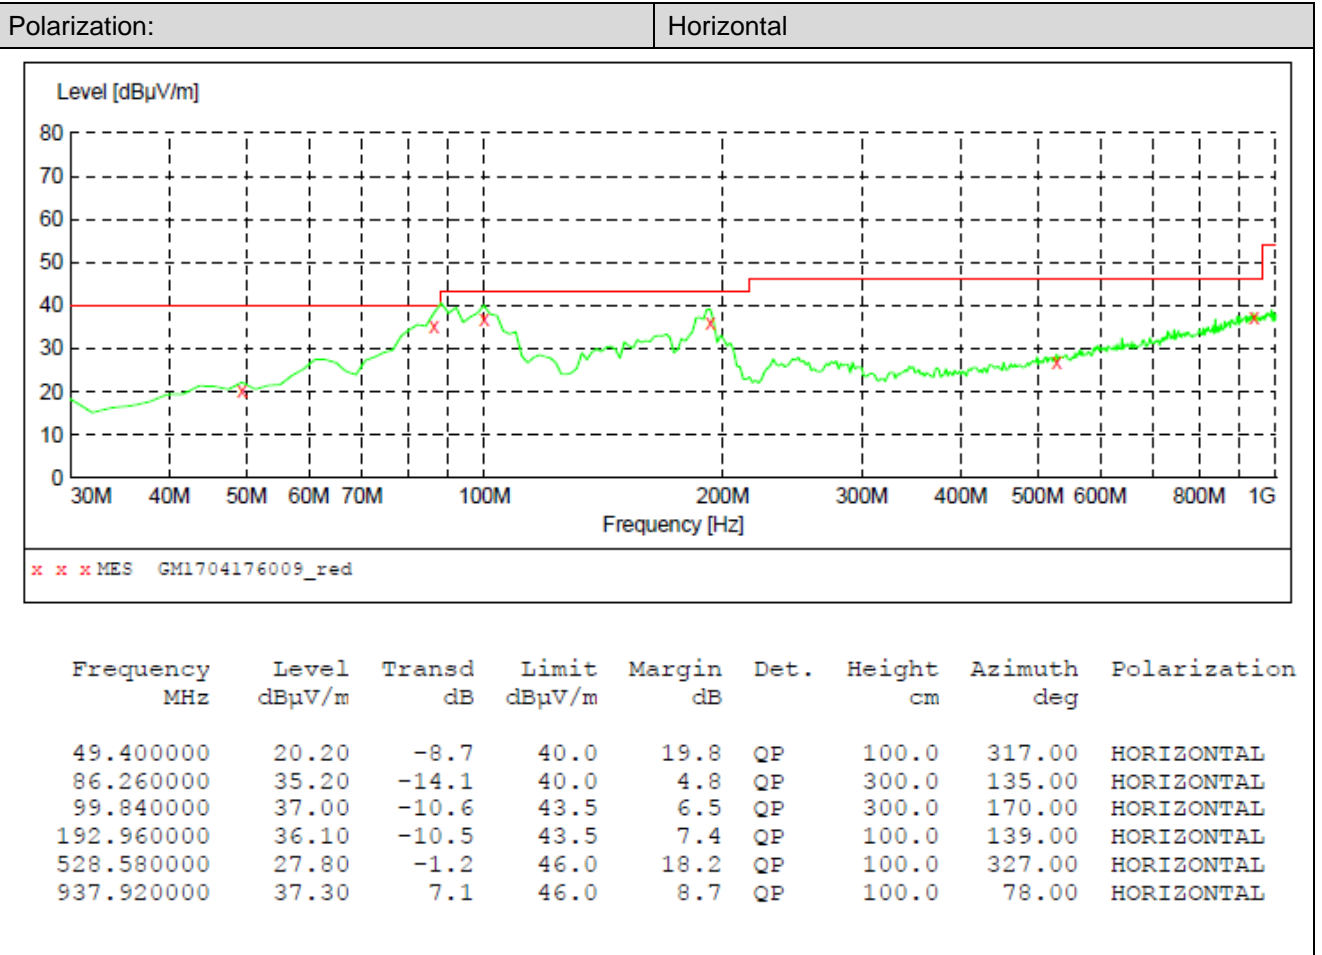 Polarization: Horizontal
Level [dBµV/m]
80
70
60
50
40
30
20
10
0
30M 40M 50M 60M 70M 100M 200M 300M 400M 500M 600M 800M 1G
Frequency [Hz]
x x x MES GM1704176009_red
Frequency Level Transd Limit Margin Det. Height Azimuth Polarization
MHz dBµV/m dB dBµV/m dB cm deg
49.400000 20.20 -8.7 40.0 19.8 QP 100.0 317.00 HORIZONTAL
86.260000 35.20 -14.1 40.0 4.8 QP 300.0 135.00 HORIZONTAL
99.840000 37.00 -10.6 43.5 6.5 QP 300.0 170.00 HORIZONTAL
192.960000 36.10 -10.5 43.5 7.4 QP 100.0 139.00 HORIZONTAL
528.580000 27.80 -1.2 46.0 18.2 QP 100.0 327.00 HORIZONTAL
937.920000 37.30 7.1 46.0 8.7 QP 100.0 78.00 HORIZONTAL